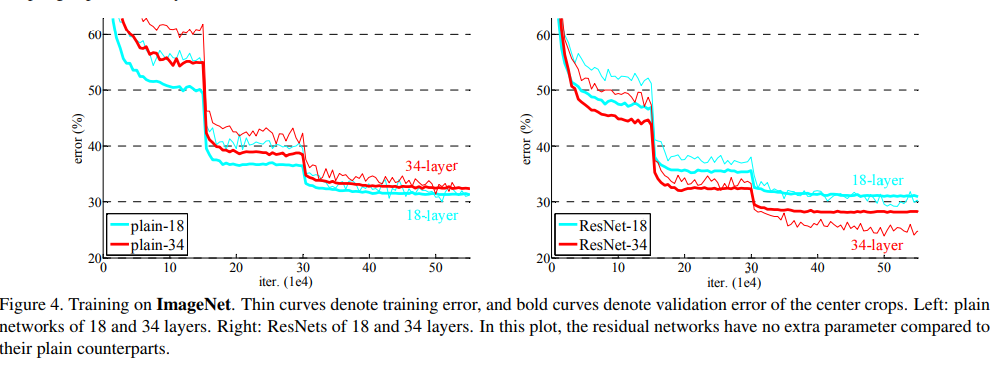 60
50
40
30
20
error (%)
0
10
20
30
40
50
iter. (1e4)
34-layer
18-layer
plain-18
plain-34
60
50
40
30
20
error (%)
0
10
20
30
40
50
iter. (1e4)
18-layer
34-layer
ResNet-18
ResNet-34
Figure 4. Training on ImageNet. Thin curves denote training error, and bold curves denote validation error of the center crops. Left: plain
networks of 18 and 34 layers. Right: ResNets of 18 and 34 layers. In this plot, the residual networks have no extra parameter compared to
their plain counterparts.